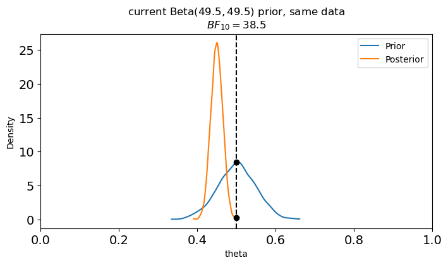 current Beta(49.5, 49.5) prior, same data
BF10 = 38.5
Prior
Posterior
Density
25
20
15
10
5
0
0.0 0.2 0.4 0.6 0.8 1.0
theta